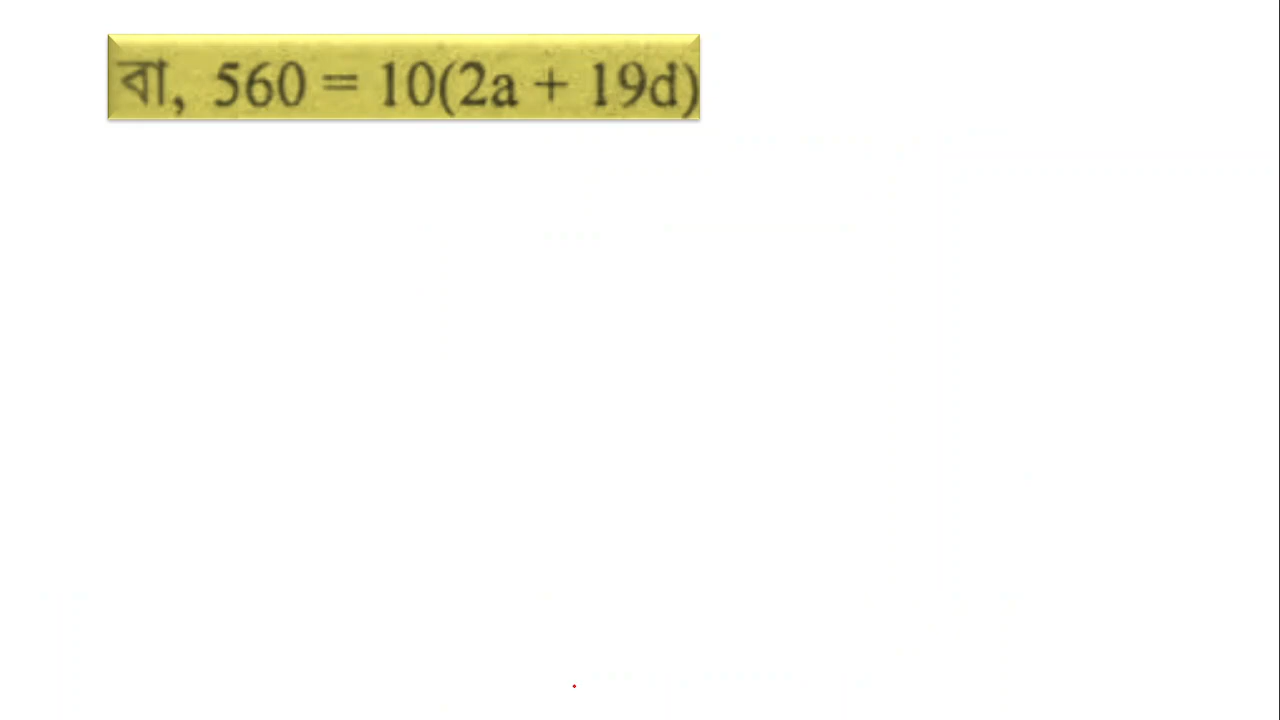 বা, 560 = 10(2a + 19d)